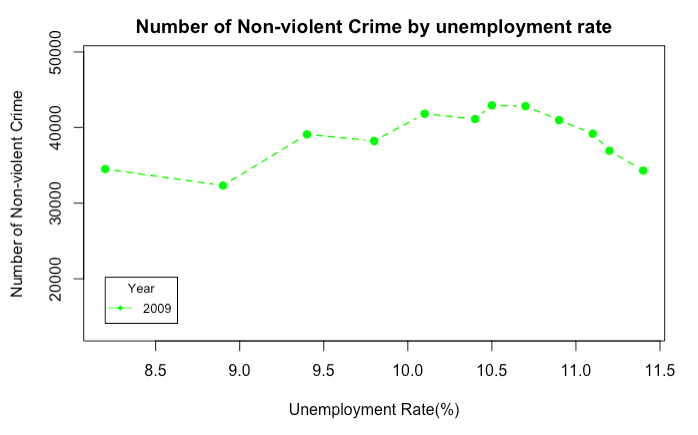 Number of Non-violent Crime by unemployment rate
Number of Non-violent Crime
50000
40000
30000
20000
Year
2009
8.5 9.0 9.5 10.0 10.5 11.0 11.5
Unemployment Rate(%)